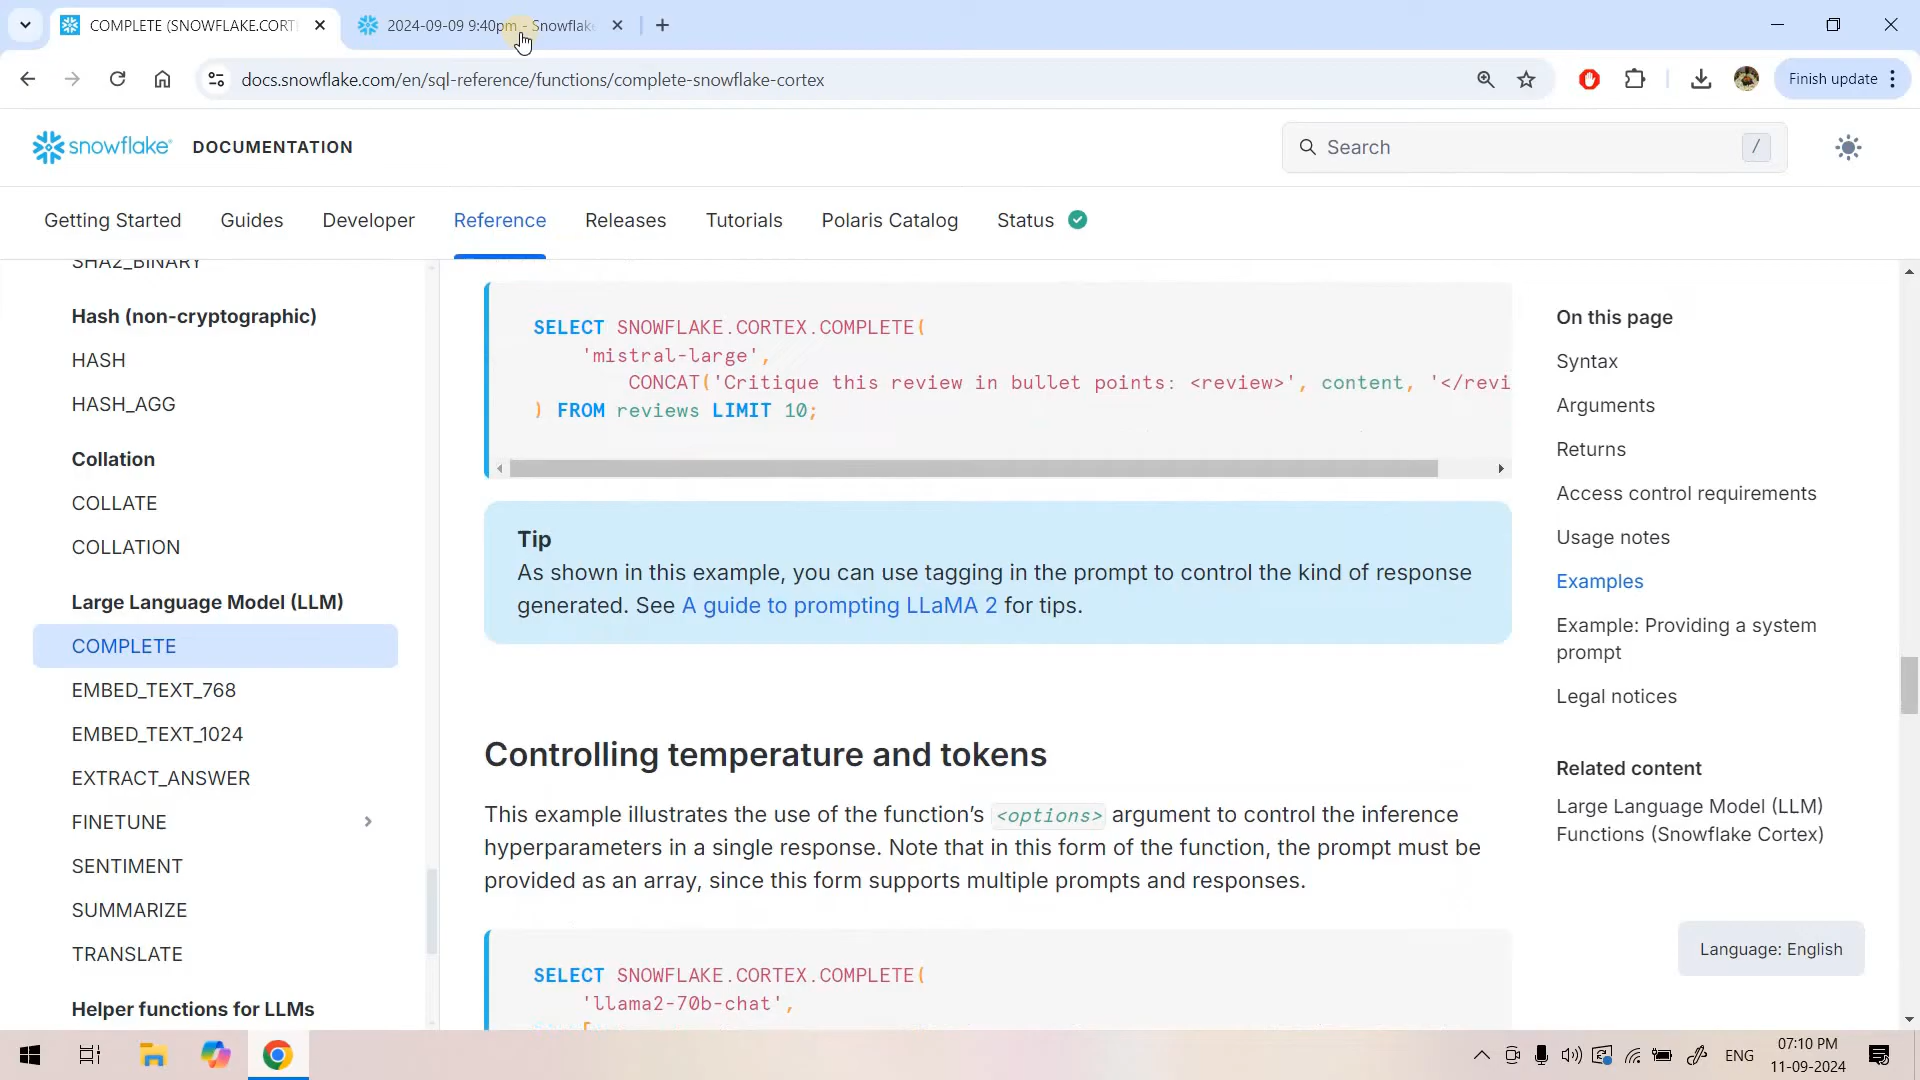 COMPLETE (SNOWFLAKE.CORT
2024-09-09 9:40pm - Snowflake
docs.snowflake.com/en/sql-reference/functions/complete-snowflake-cortex
Finish update
snowflake DOCUMENTATION
Search
/
Getting Started
Guides
Developer
Reference
Releases
Tutorials
Polaris Catalog
Status
SHA2_BINARY
Hash (non-cryptographic)
HASH
HASH_AGG
Collation
COLLATE
COLLATION
Large Language Model (LLM)
COMPLETE
EMBED_TEXT_768
EMBED_TEXT_1024
EXTRACT_ANSWER
FINETUNE
SENTIMENT
SUMMARIZE
TRANSLATE
Helper functions for LLMs
SELECT SNOWFLAKE.CORTEX.COMPLETE(
'mistral-large',
CONCAT('Critique this review in bullet points: <review>', content, '</revi
) FROM reviews LIMIT 10;
Tip
As shown in this example, you can use tagging in the prompt to control the kind of response
generated. See A guide to prompting LLaMA 2 for tips.
Controlling temperature and tokens
This example illustrates the use of the function's <options> argument to control the inference
hyperparameters in a single response. Note that in this form of the function, the prompt must be
provided as an array, since this form supports multiple prompts and responses.
SELECT SNOWFLAKE.CORTEX.COMPLETE(
'llama2-70b-chat',
[
On this page
Syntax
Arguments
Returns
Access control requirements
Usage notes
Examples
Example: Providing a system
prompt
Legal notices
Related content
Large Language Model (LLM)
Functions (Snowflake Cortex)
Language: English
ENG
07:10 PM
11-09-2024